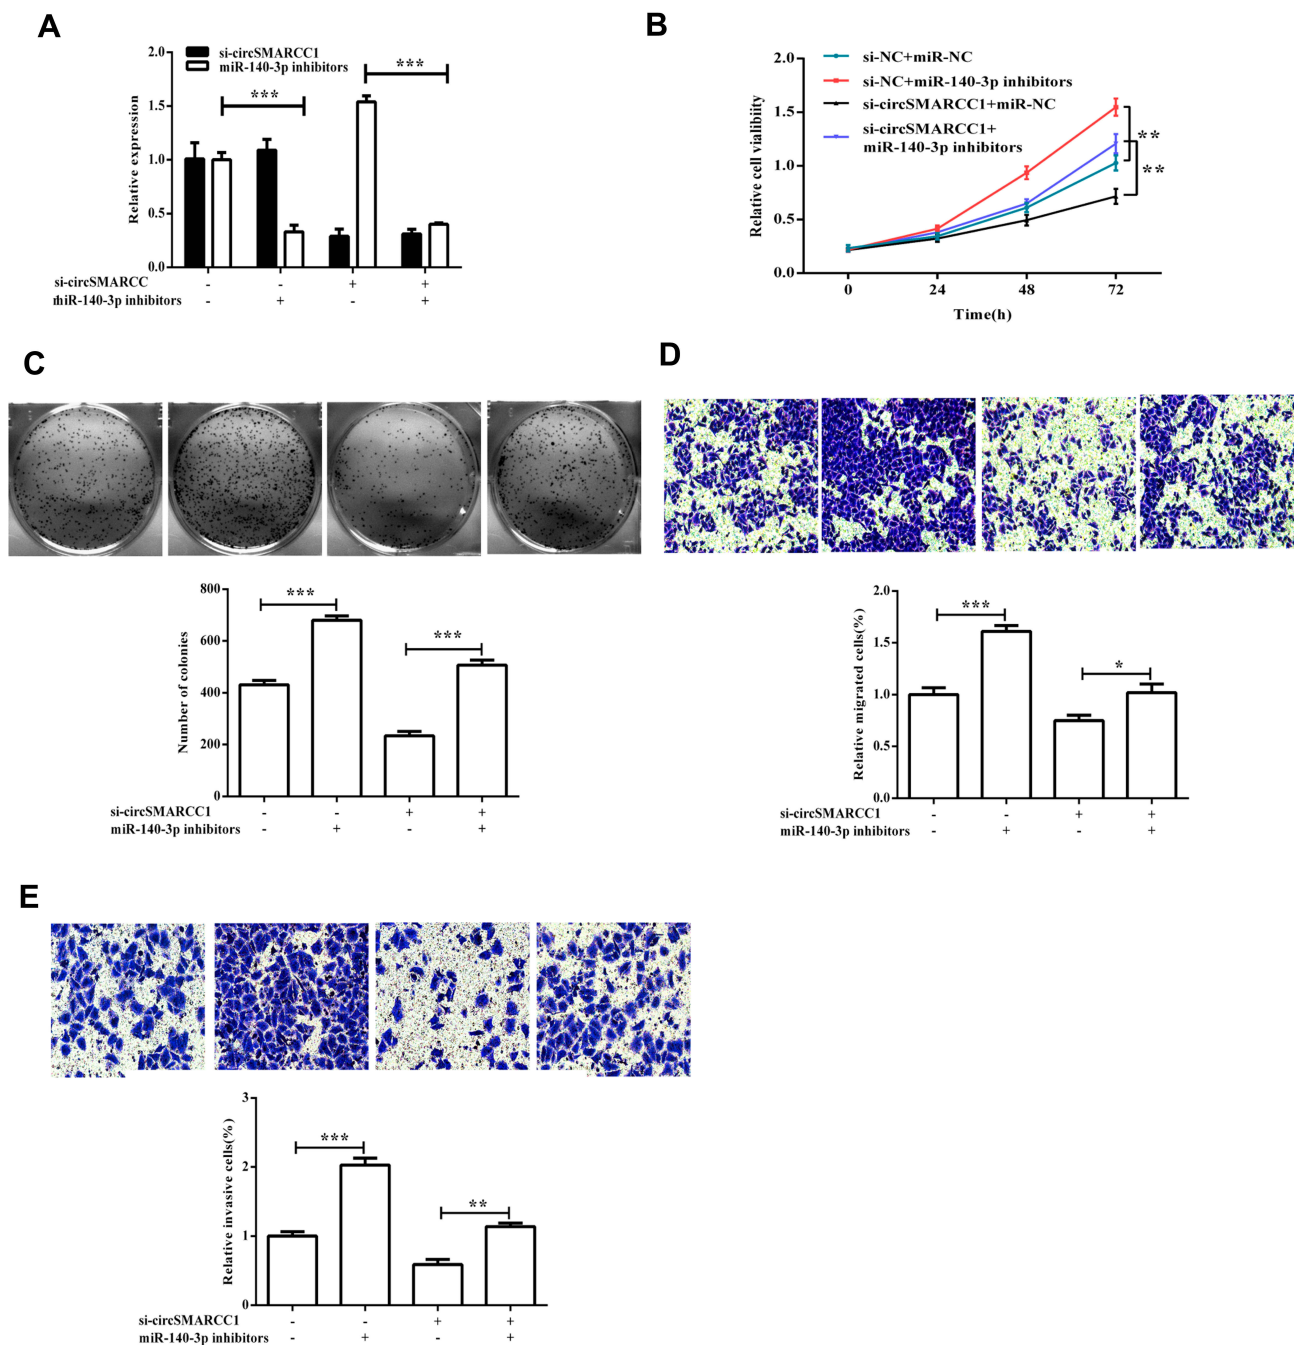 A
si-circSMARCC1
miR-140-3p inhibitors
***
***
Relative expression
2.0
1.5
1.0
0.5
0.0
si-circSMARCC - - + +
miR-140-3p inhibitors - + - +
B
si-NC+miR-NC
si-NC+miR-140-3p inhibitors
si-circSMARCC1+miR-NC
si-circSMARCC1+
miR-140-3p inhibitors
**
**
Relative cell vialibiity
2.0
1.5
1.0
0.5
0.0
0 24 48 72
Time(h)
C
***
***
Number of colonies
800
600
400
200
0
si-circSMARCC1 - - + +
miR-140-3p inhibitors - + - +
D
***
*
Relative migrated cells(%)
2.0
1.5
1.0
0.5
0.0
si-circSMARCC1 - - + +
miR-140-3p inhibitors - + - +
E
***
**
Relative invasive cells(%)
3
2
1
0
si-circSMARCC1 - - + +
miR-140-3p inhibitors - + - +